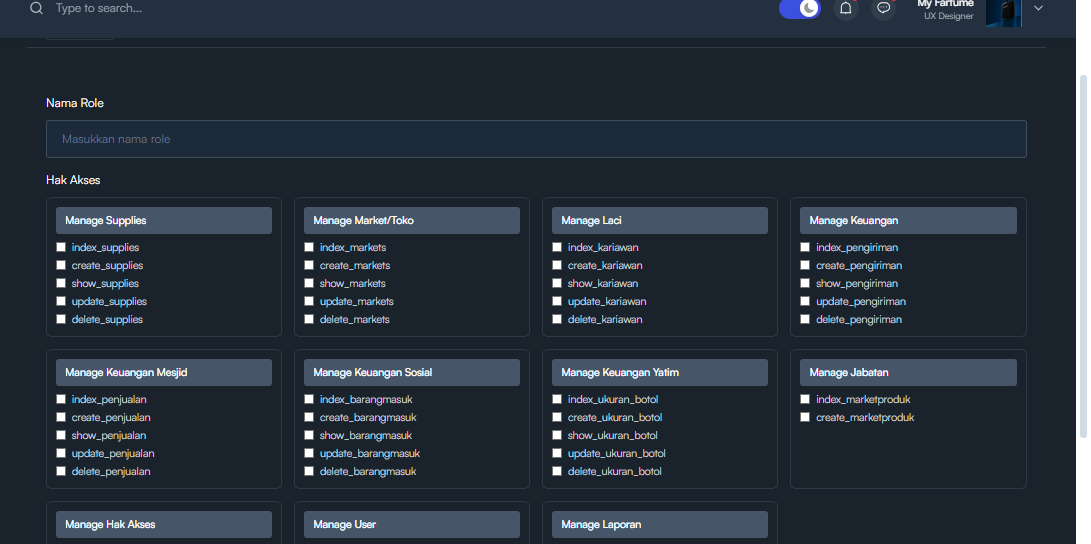 Type to search...
My Farfume
UX Designer
Nama Role
Masukkan nama role
Hak Akses
Manage Supplies
index_supplies
create_supplies
show_supplies
update_supplies
delete_supplies
Manage Market/Toko
index_markets
create_markets
show_markets
update_markets
delete_markets
Manage Laci
index_kariawan
create_kariawan
show_kariawan
update_kariawan
delete_kariawan
Manage Keuangan
index_pengiriman
create_pengiriman
show_pengiriman
update_pengiriman
delete_pengiriman
Manage Keuangan Mesjid
index_penjualan
create_penjualan
show_penjualan
update_penjualan
delete_penjualan
Manage Keuangan Sosial
index_barangmasuk
create_barangmasuk
show_barangmasuk
update_barangmasuk
delete_barangmasuk
Manage Keuangan Yatim
index_ukuran_botol
create_ukuran_botol
show_ukuran_botol
update_ukuran_botol
delete_ukuran_botol
Manage Jabatan
index_marketproduk
create_marketproduk
Manage Hak Akses
Manage User
Manage Laporan